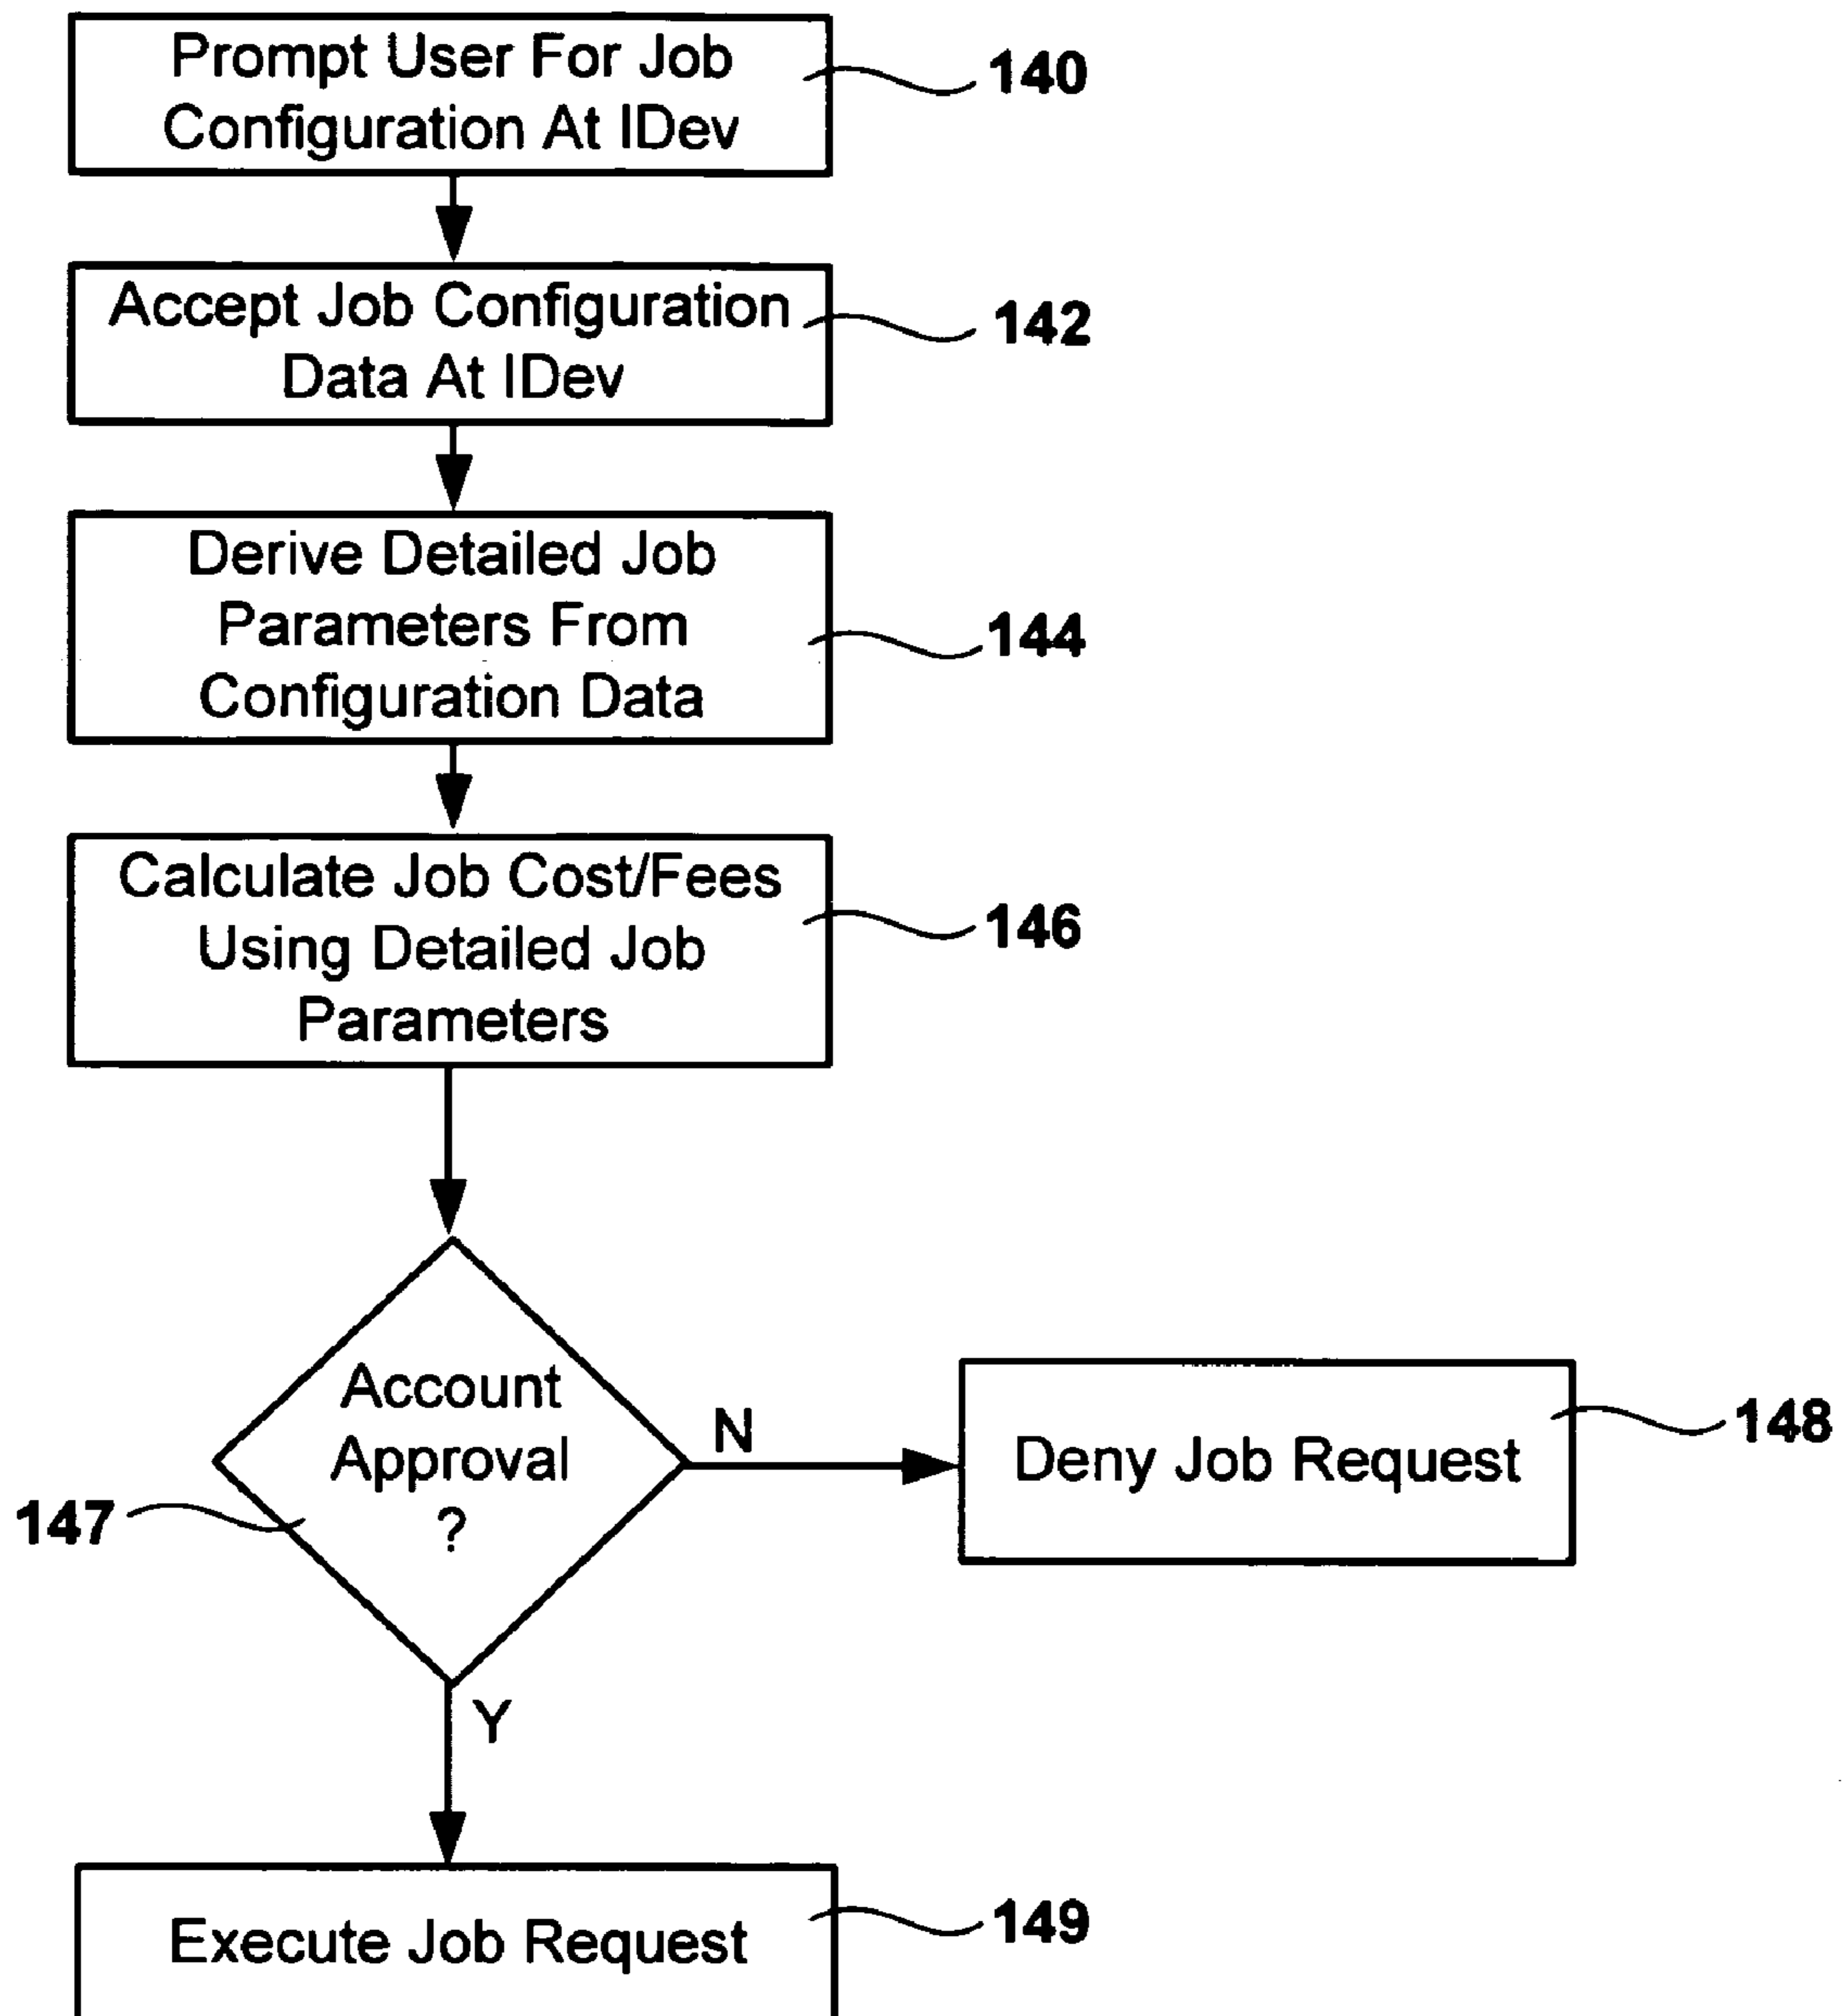 Prompt User For Job
Configuration At IDev
140
Accept Job Configuration
Data At IDev
142
Derive Detailed Job
Parameters From
Configuration Data
144
Calculate Job Cost/Fees
Using Detailed Job
Parameters
146
Account
Approval
?
147
N
Deny Job Request
148
Y
Execute Job Request
149